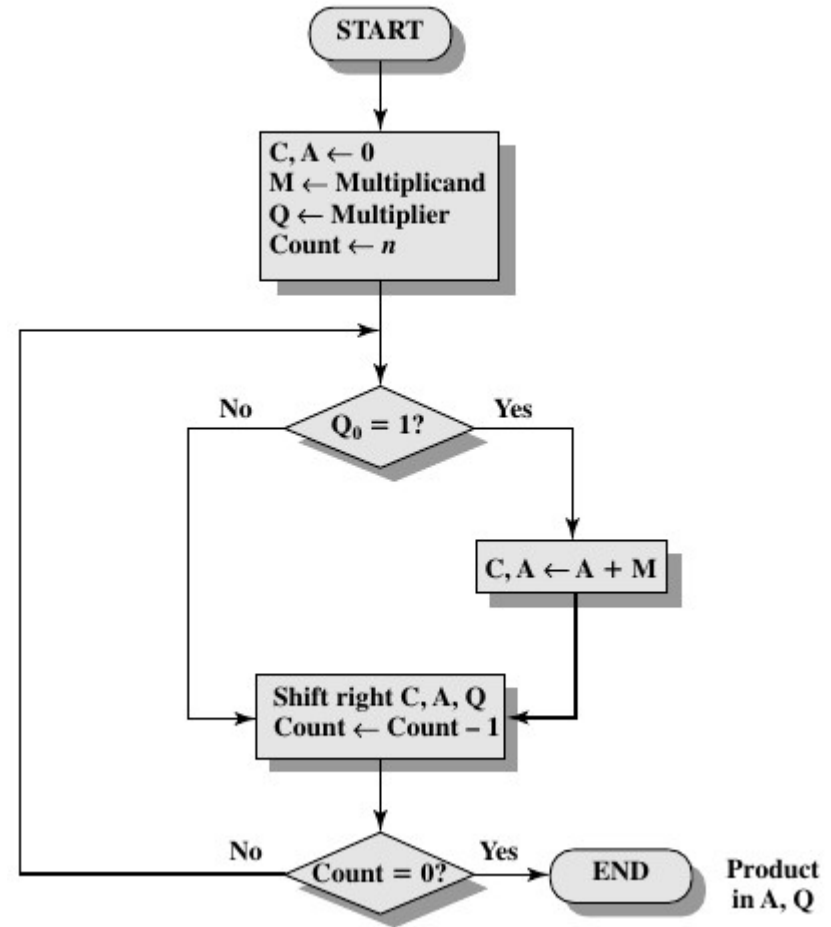 START
C, A ← 0
M ← Multiplicand
Q ← Multiplier
Count ← n
No
Q₀ = 1?
Yes
C, A ← A + M
Shift right C, A, Q
Count ← Count – 1
No
Count = 0?
Yes
END
Product
in A, Q